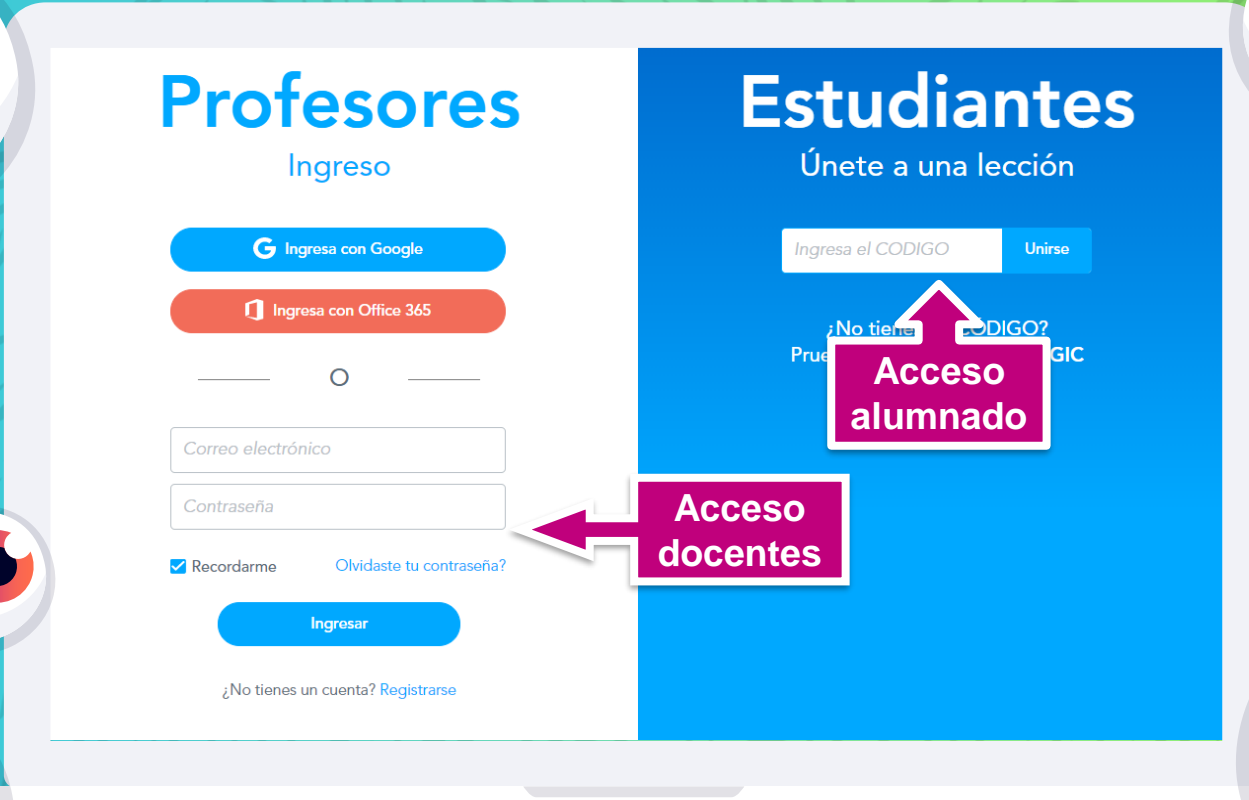 Profesores
Ingreso
Ingresa con Google
Ingresa con Office 365
O
Correo electrónico
Contraseña
Recordarme
Olvidaste tu contraseña?
Ingresar
¿No tienes un cuenta? Registrarse
Estudiantes
Únete a una lección
Ingresa el CODIGO
Unirse
¿No
Acceso
alumnado
Acceso
docentes